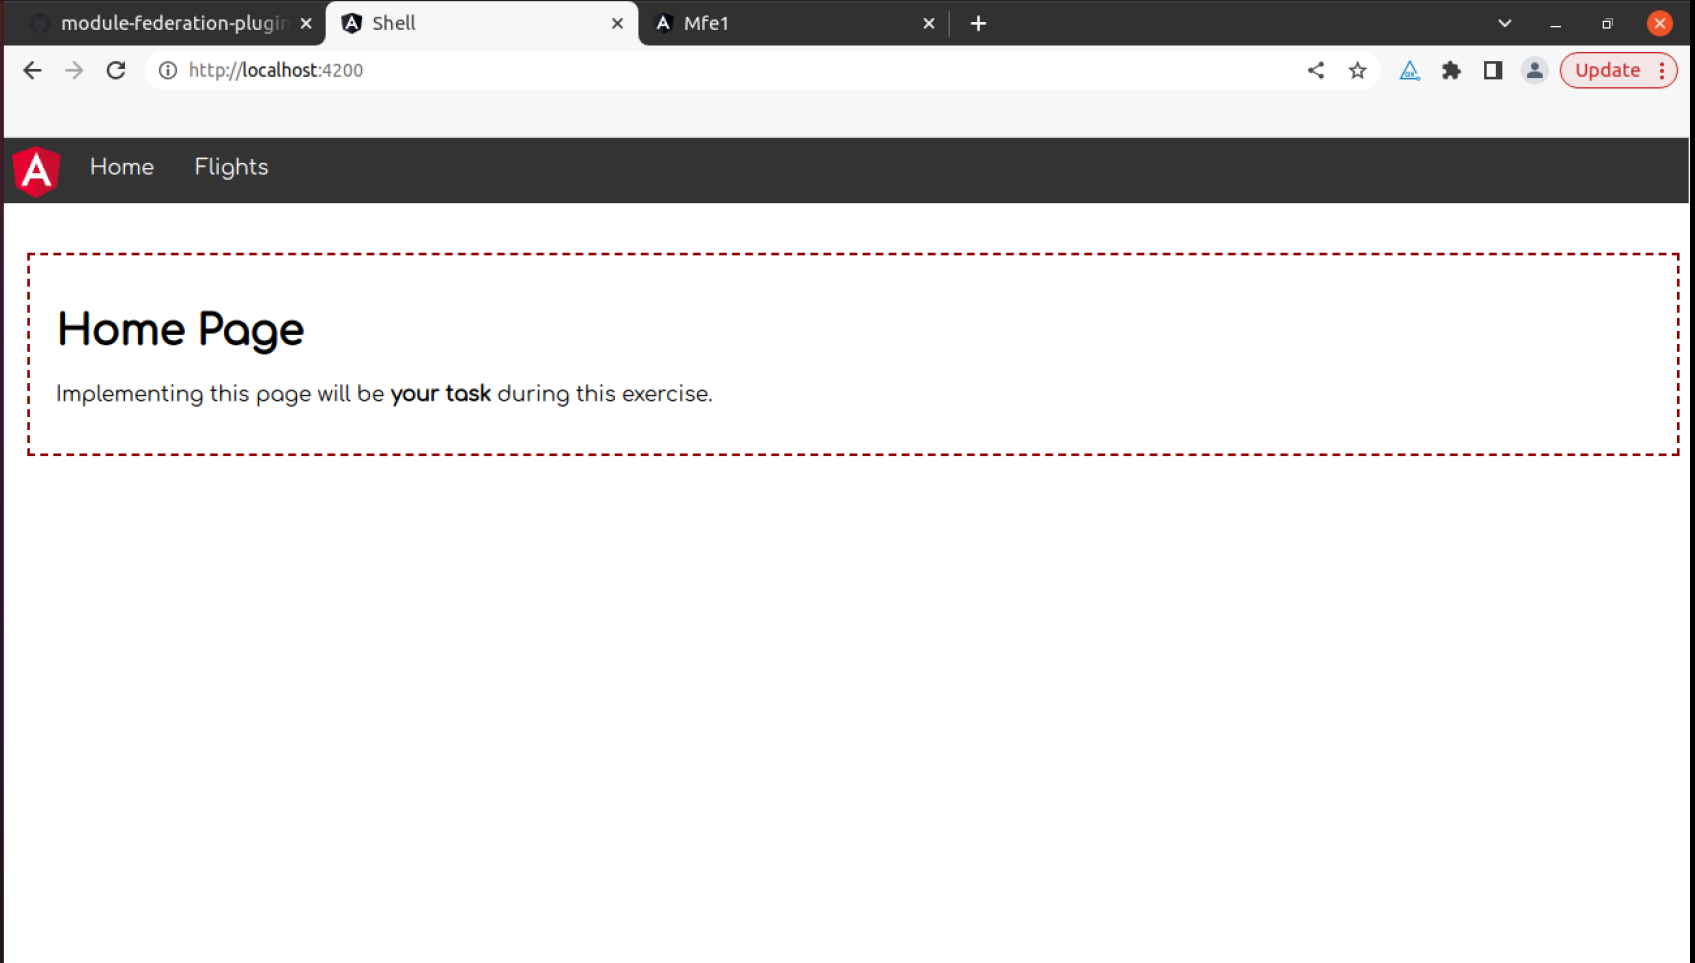 module-federation-plugin
Shell
Mfe1
http://localhost:4200
Update
Home
Flights
Home Page
Implementing this page will be your task during this exercise.